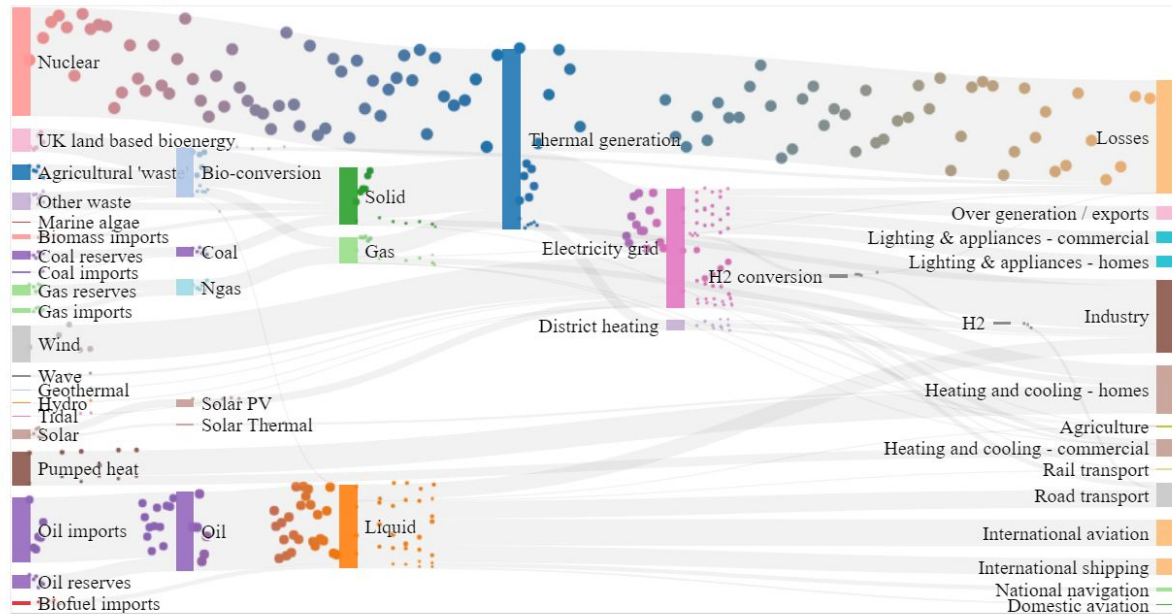 Nuclear
UK land based bioenergy
Agricultural 'waste'
Other waste
Marine algae
Biomass imports
Coal reserves
Coal imports
Gas reserves
Gas imports
Wind
Wave
Geothermal
Hydro
Tidal
Solar
Pumped heat
Oil imports
Oil reserves
Biofuel imports
Bio-conversion
Coal
Ngas
Solar PV
Solar Thermal
Oil
Solid
Gas
Liquid
Thermal generation
Electricity grid
District heating
H2 conversion
H2
Losses
Over generation / exports
Lighting & appliances - commercial
Lighting & appliances - homes
Industry
Heating and cooling - homes
Agriculture
Heating and cooling - commercial
Rail transport
Road transport
International aviation
International shipping
National navigation
Domestic aviation